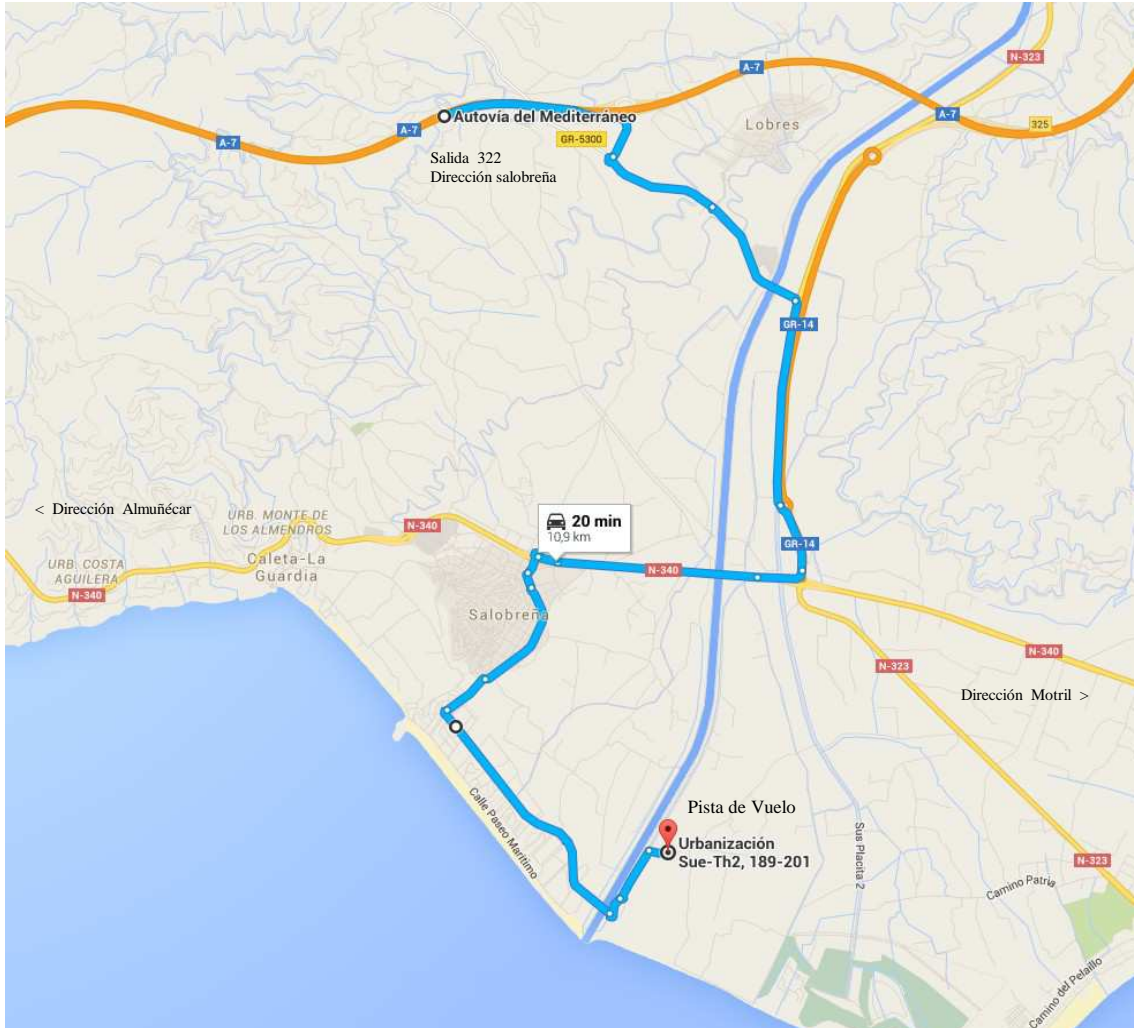 N-323
A-7
A-7
A-7
A-7
325
Autovía del Mediterráneo
Lobres
GR-5300
Salida 322
Dirección salobreña
GR-14
< Dirección Almuñécar
URB. MONTE DE
LOS ALMENDROS
N-340
20 min
10,9 km
GR-14
URB. COSTA
AGUILERA
Caleta-La
Guardia
N-340
N-340
Salobreña
N-340
N-323
Dirección Motril >
Calle Paseo Marítimo
Pista de Vuelo
Urbanización
Sue-Th2, 189-201
Sus Placita 2
N-323
Camino Patria
Camino del Pelaillo